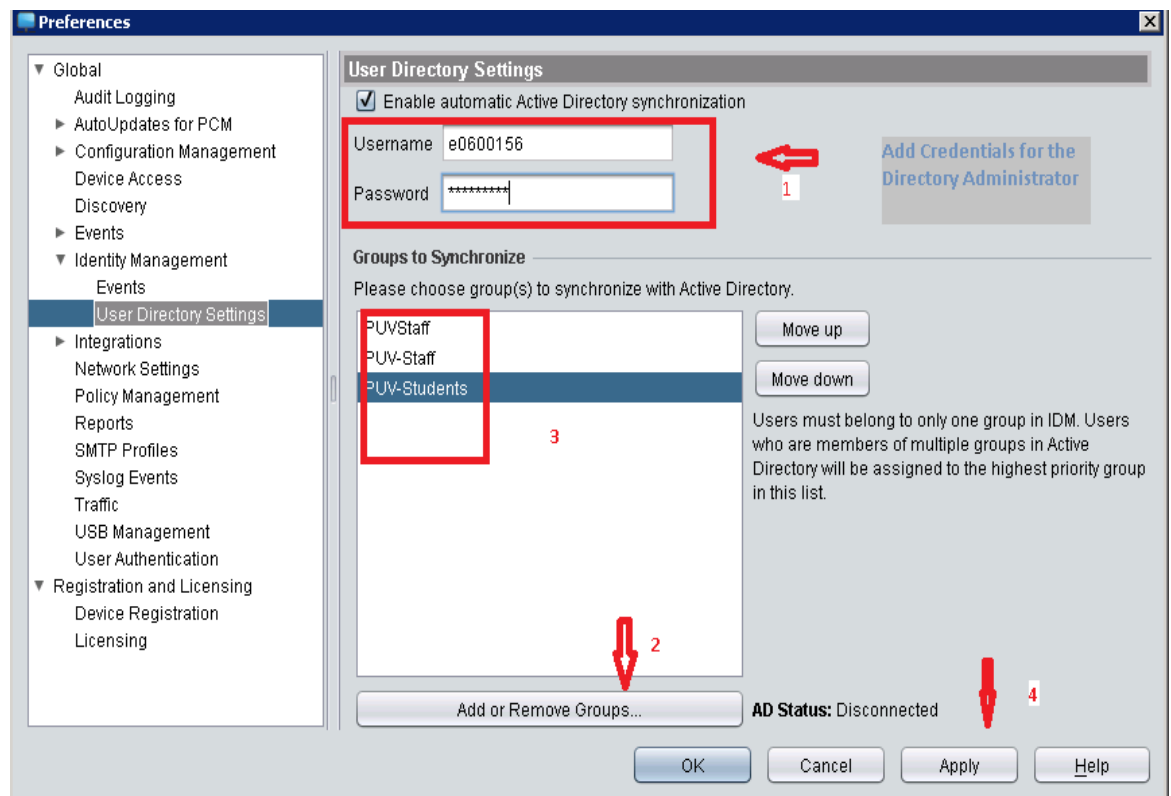 Preferences
Global
Audit Logging
AutoUpdates for PCM
Configuration Management
Device Access
Discovery
Events
Identity Management
Events
User Directory Settings
Integrations
Network Settings
Policy Management
Reports
SMTP Profiles
Syslog Events
Traffic
USB Management
User Authentication
Registration and Licensing
Device Registration
Licensing
User Directory Settings
Enable automatic Active Directory synchronization
Username e0600156
Password *********
1
Add Credentials for the
Directory Administrator
Groups to Synchronize
Please choose group(s) to synchronize with Active Directory.
PUVStaff
PUV-Staff
PUV-Students
3
Move up
Move down
Users must belong to only one group in IDM. Users
who are members of multiple groups in Active
Directory will be assigned to the highest priority group
in this list.
2
Add or Remove Groups...
AD Status: Disconnected
4
OK
Cancel
Apply
Help